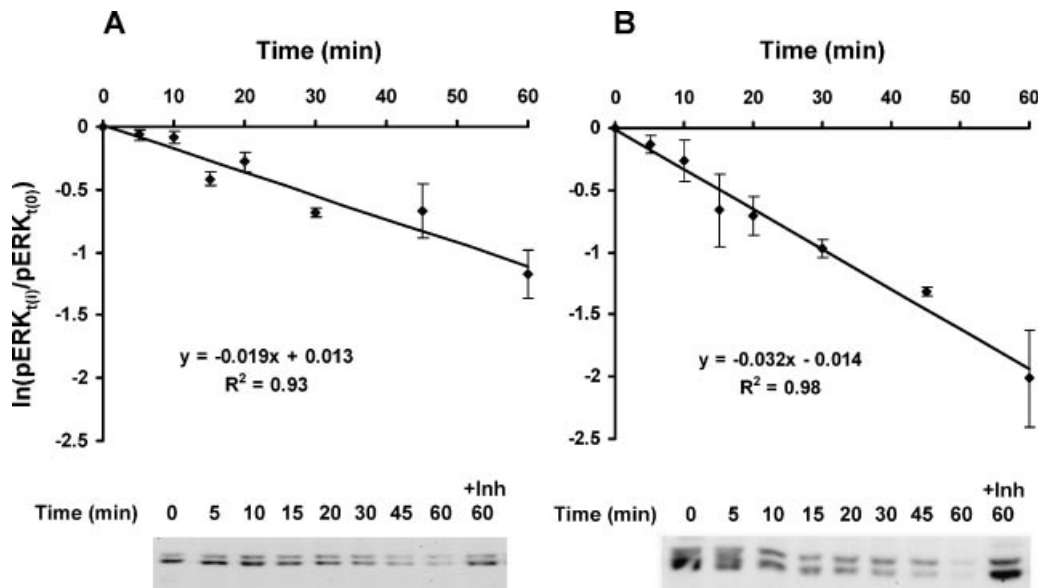 A
Time (min)
0 10 20 30 40 50 60
0
-0.5
-1
-1.5
-2
-2.5
ln(pERK_t(i)/pERK_t(0))
y = -0.019x + 0.013
R² = 0.93
+Inh
Time (min) 0 5 10 15 20 30 45 60 60
B
Time (min)
0 10 20 30 40 50 60
0
-0.5
-1
-1.5
-2
-2.5
y = -0.032x - 0.014
R² = 0.98
+Inh
Time (min) 0 5 10 15 20 30 45 60 60